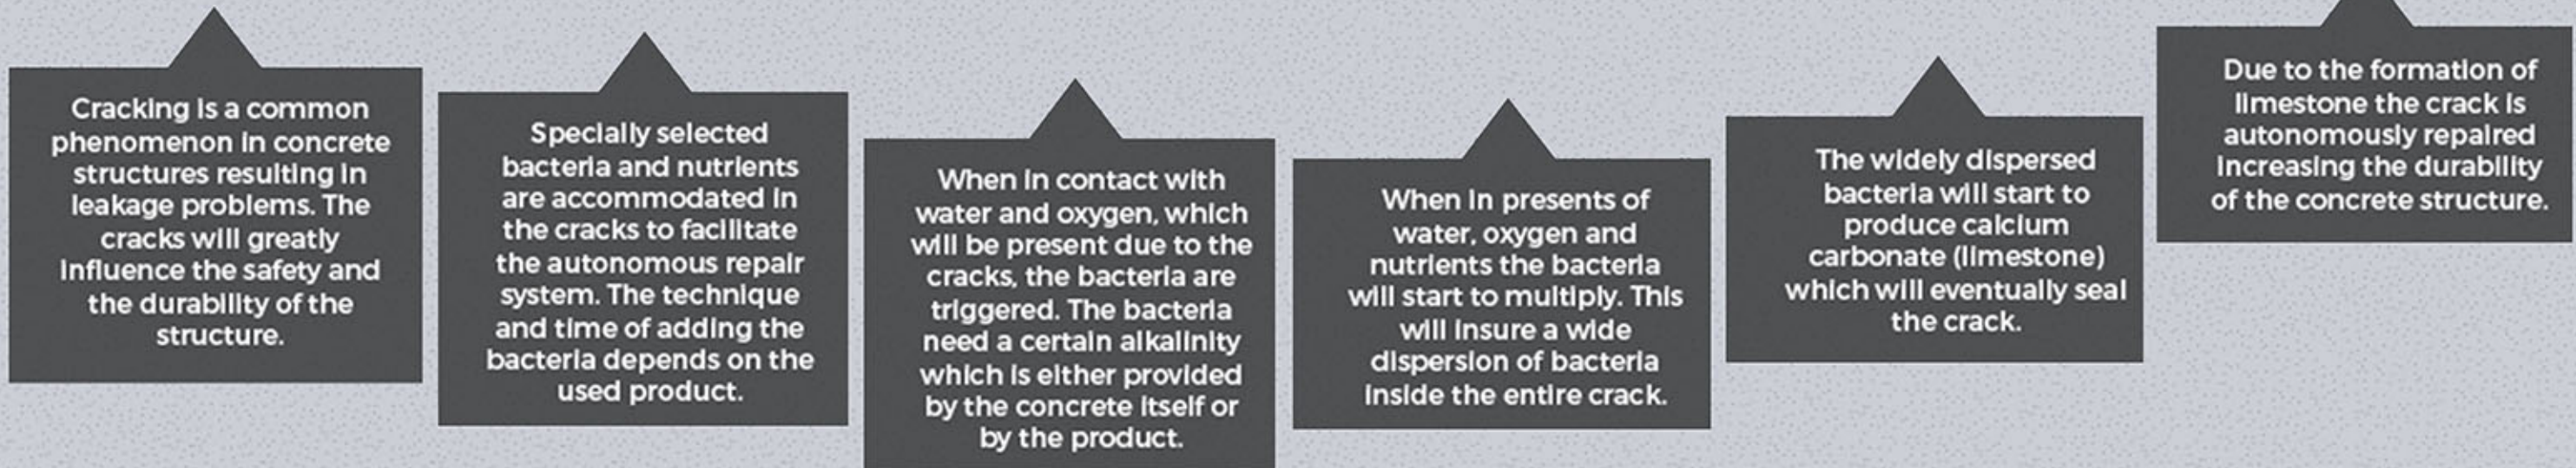 Cracking is a common
phenomenon in concrete
structures resulting in
leakage problems. The
cracks will greatly
influence the safety and
the durability of the
structure.
Specially selected
bacteria and nutrients
are accommodated in
the cracks to facilitate
the autonomous repair
system. The technique
and time of adding the
bacteria depends on the
used product.
When in contact with
water and oxygen, which
will be present due to the
cracks, the bacteria are
triggered. The bacteria
need a certain alkalinity
which is either provided
by the concrete itself or
by the product.
When in presents of
water, oxygen and
nutrients the bacteria
will start to multiply. This
will insure a wide
dispersion of bacteria
inside the entire crack.
The widely dispersed
bacteria will start to
produce calcium
carbonate (limestone)
which will eventually seal
the crack.
Due to the formation of
limestone the crack is
autonomously repaired
increasing the durability
of the concrete structure.